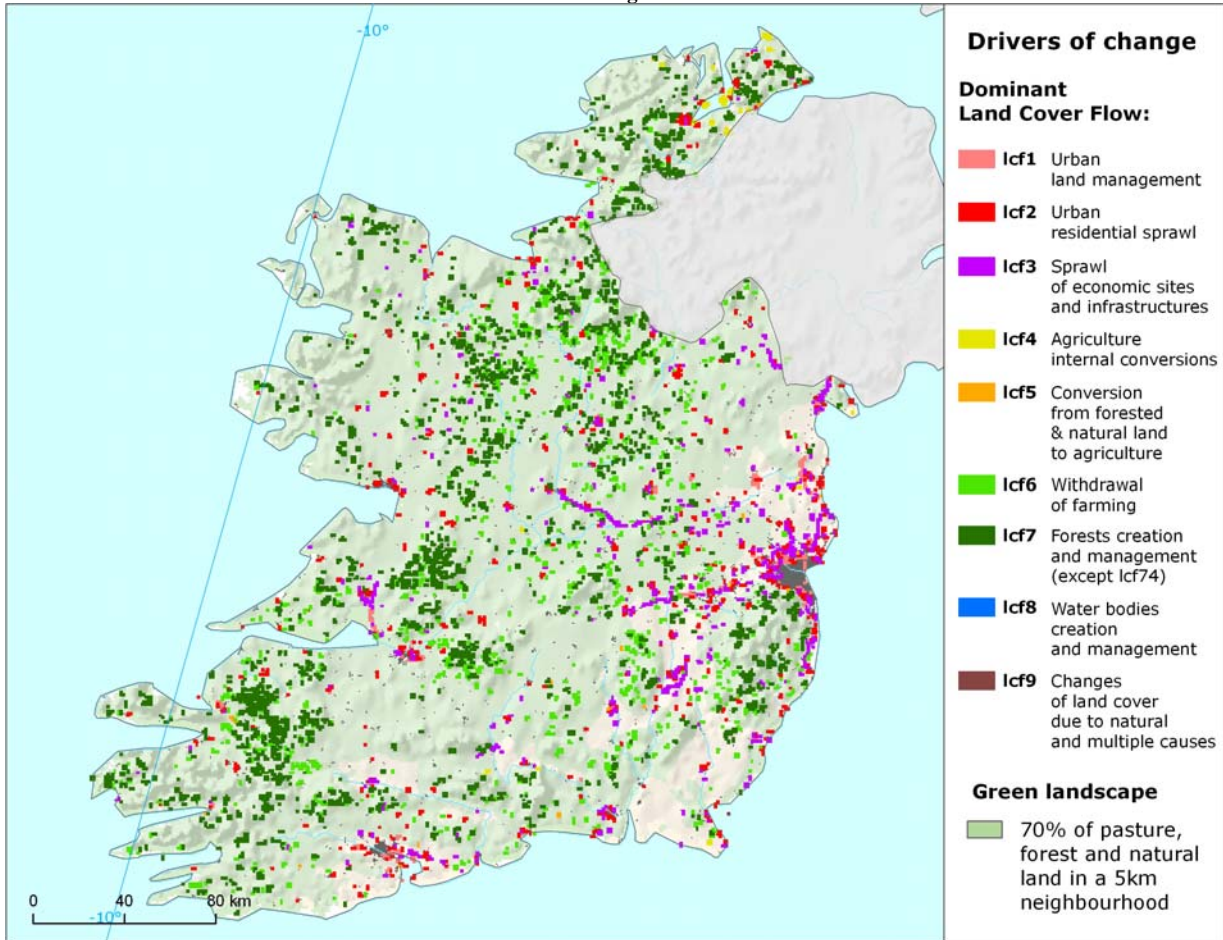 -10°
Drivers of change
Dominant
Land Cover Flow:
lcf1 Urban
land management
lcf2 Urban
residential sprawl
lcf3 Sprawl
of economic sites
and infrastructures
lcf4 Agriculture
internal conversions
lcf5 Conversion
from forested
& natural land
to agriculture
lcf6 Withdrawal
of farming
lcf7 Forests creation
and management
(except lcf74)
lcf8 Water bodies
creation
and management
lcf9 Changes
of land cover
due to natural
and multiple causes
Green landscape
70% of pasture,
forest and natural
land in a 5km
neighbourhood
0 40 80 km
-10°